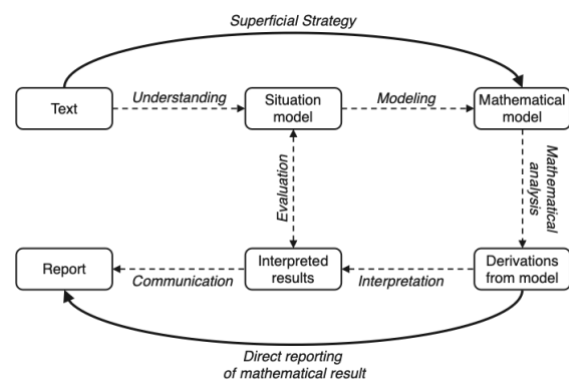 Superficial Strategy
Text
Understanding
Situation
model
Modeling
Mathematical
model
Evaluation
Mathematical
analysis
Report
Communication
Interpreted
results
Interpretation
Derivations
from model
Direct reporting
of mathematical result